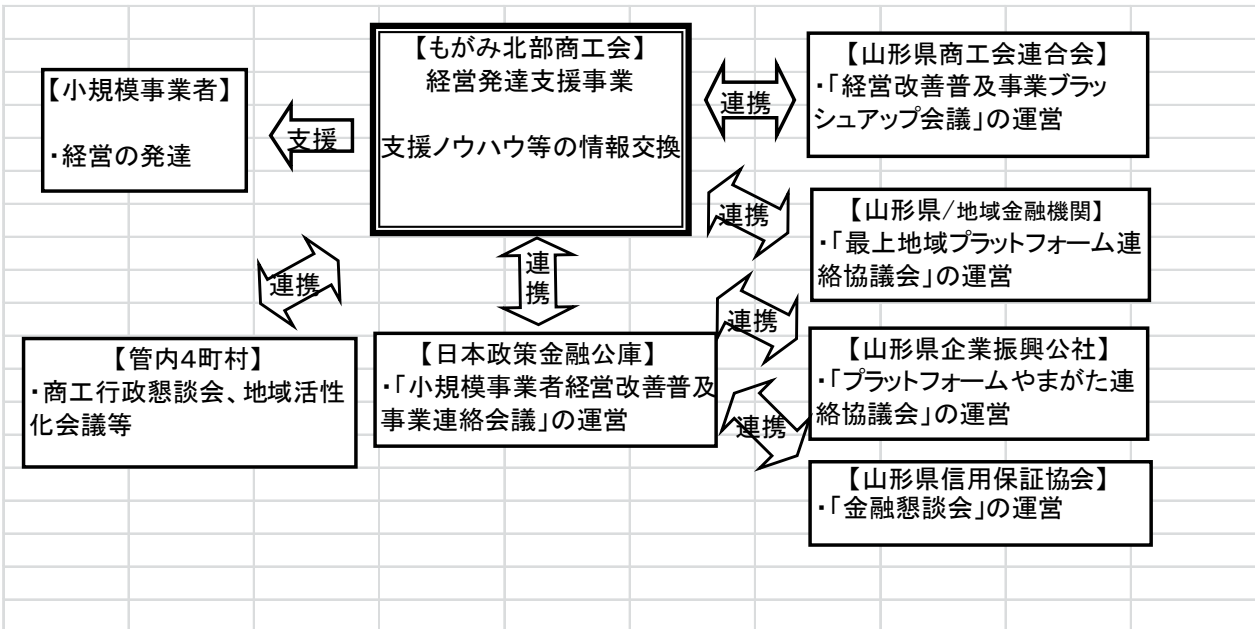 【もがみ北部商工会】
経営発達支援事業
支援ノウハウ等の情報交換
【小規模事業者】
・経営の発達
支援
連携
【山形県商工会連合会】
・「経営改善普及事業ブラッ
シュアップ会議」の運営
連携
【山形県/地域金融機関】
・「最上地域プラットフォーム連
絡協議会」の運営
連携
連
携
連携
【山形県企業振興公社】
・「プラットフォームやまがた連
絡協議会」の運営
連携
【山形県信用保証協会】
・「金融懇談会」の運営
【管内4町村】
・商工行政懇談会、地域活性
化会議等
【日本政策金融公庫】
・「小規模事業者経営改善普及
事業連絡会議」の運営